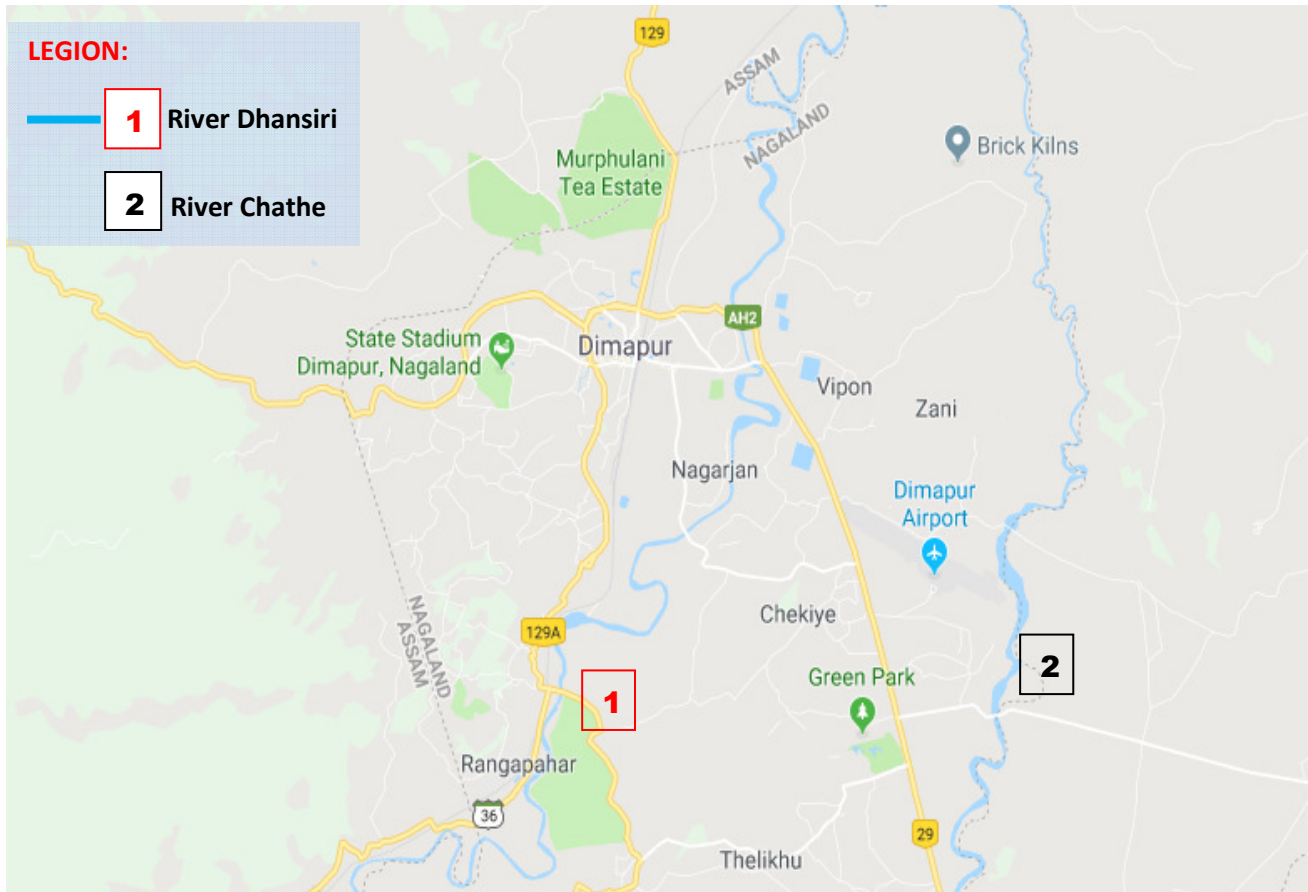 LEGION:
1 River Dhansiri
2 River Chathe
129
ASSAM
NAGALAND
Brick Kilns
Murphulani
Tea Estate
AH2
State Stadium
Dimapur, Nagaland
Dimapur
Vipon
Zani
Nagarjan
Dimapur
Airport
NAGALAND
ASSAM
129A
Chekiye
2
Green Park
1
Rangapahar
36
29
Thelikhu